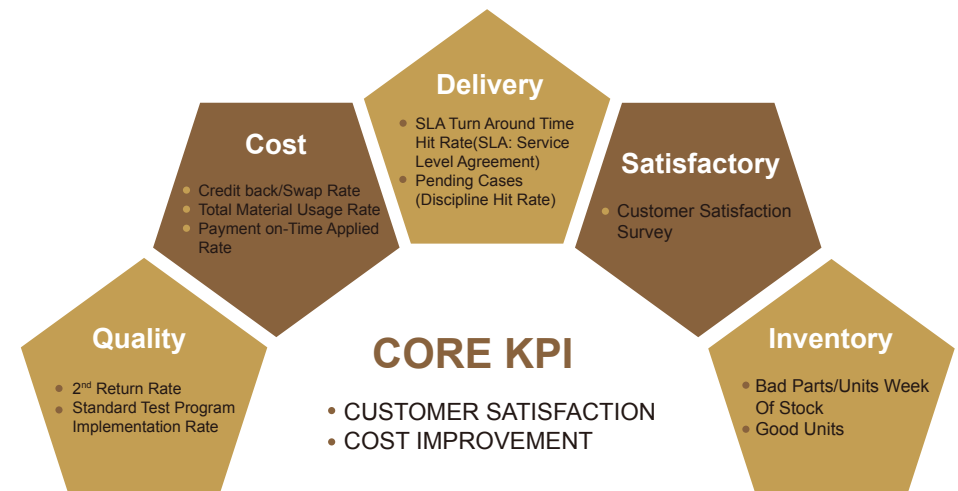 Delivery
SLA Turn Around Time
Hit Rate(SLA: Service
Level Agreement)
Pending Cases
(Discipline Hit Rate)
Cost
Credit back/Swap Rate
Total Material Usage Rate
Payment on-Time Applied
Rate
Satisfactory
Customer Satisfaction
Survey
Quality
2nd Return Rate
Standard Test Program
Implementation Rate
CORE KPI
• CUSTOMER SATISFACTION
• COST IMPROVEMENT
Inventory
Bad Parts/Units Week
Of Stock
Good Units